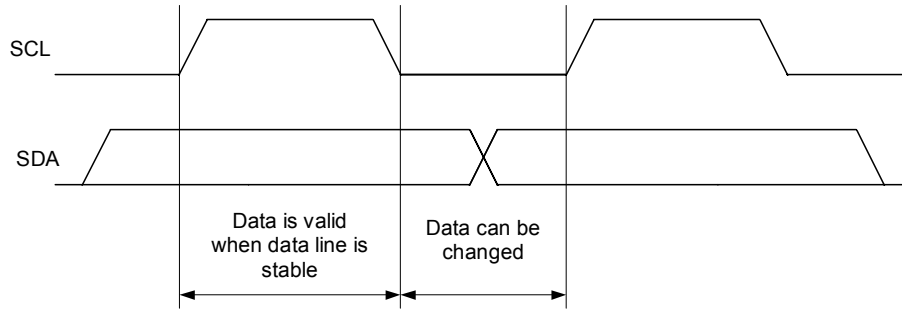 SCL
SDA
Data is valid
when data line is
stable
Data can be
changed